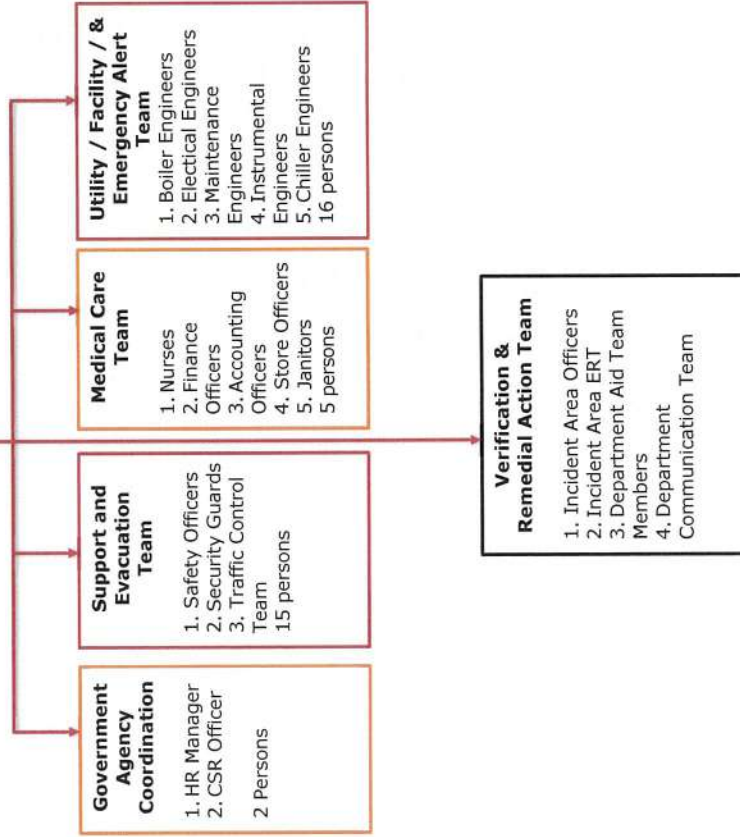 Government
Agency
Coordination
1. HR Manager
2. CSR Officer
2 Persons
Support and
Evacuation
Team
1. Safety Officers
2. Security Guards
3. Traffic Control
Team
15 persons
Medical Care
Team
1. Nurses
2. Finance
Officers
3. Accounting
Officers
4. Store Officers
5. Janitors
5 persons
Utility / Facility / &
Emergency Alert
Team
1. Boiler Engineers
2. Electical Engineers
3. Maintenance
Engineers
4. Instrumental
Engineers
5. Chiller Engineers
16 persons
Verification &
Remedial Action Team
1. Incident Area Officers
2. Incident Area ERT
3. Department Aid Team
Members
4. Department
Communication Team